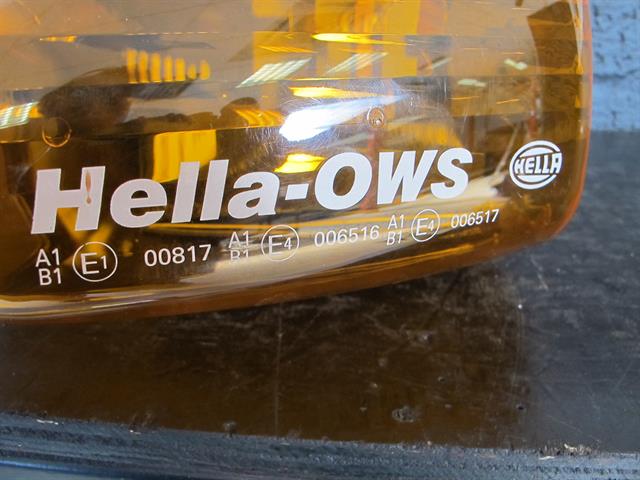 Hella-OWS
HELLA
A1
B1 E1 00817
A1
B1 E4 006516
A1
B1 E4 006517